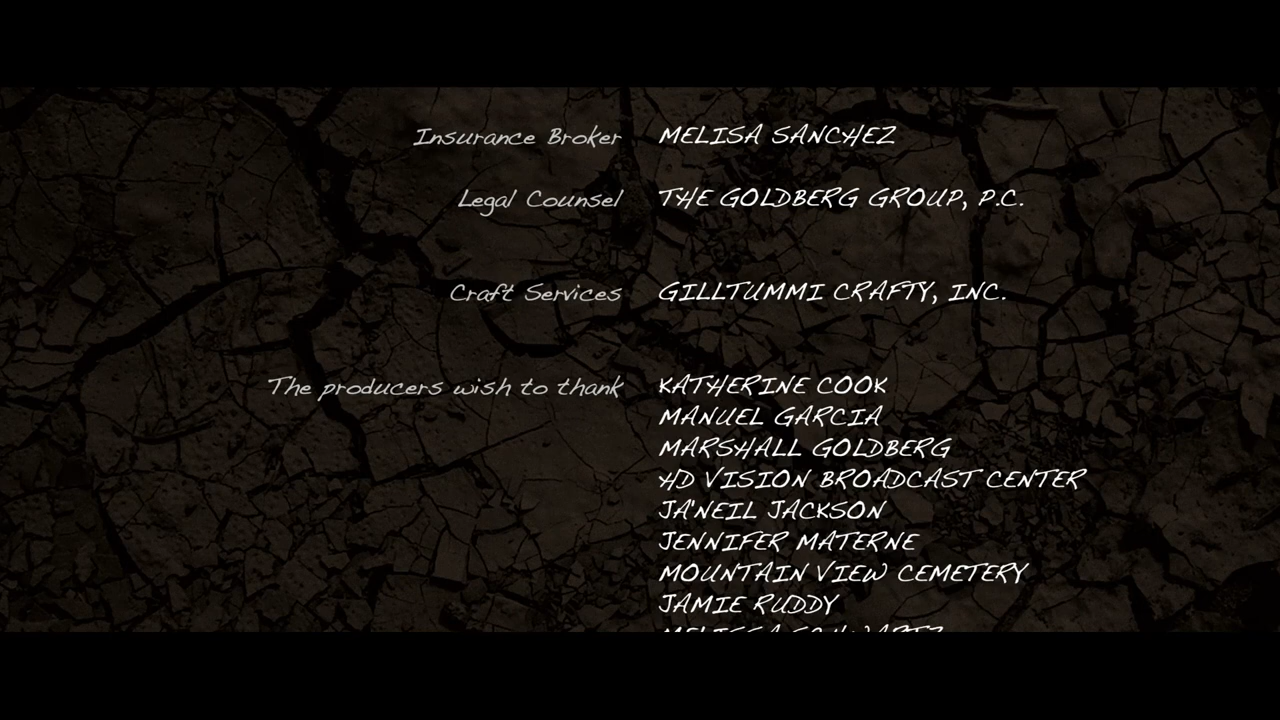 Insurance Broker MELISA SANCHEZ
Legal Counsel THE GOLDBERG GROUP, P.C.
Craft Services GILLTUMMI CRAFTY, INC.
The producers wish to thank KATHERINE COOK
MANUEL GARCIA
MARSHALL GOLDBERG
HD VISION BROADCAST CENTER
JA'NEIL JACKSON
JENNIFER MATERNE
MOUNTAIN VIEW CEMETERY
JAMIE RUDDY
MELISSA SCHWARTZ